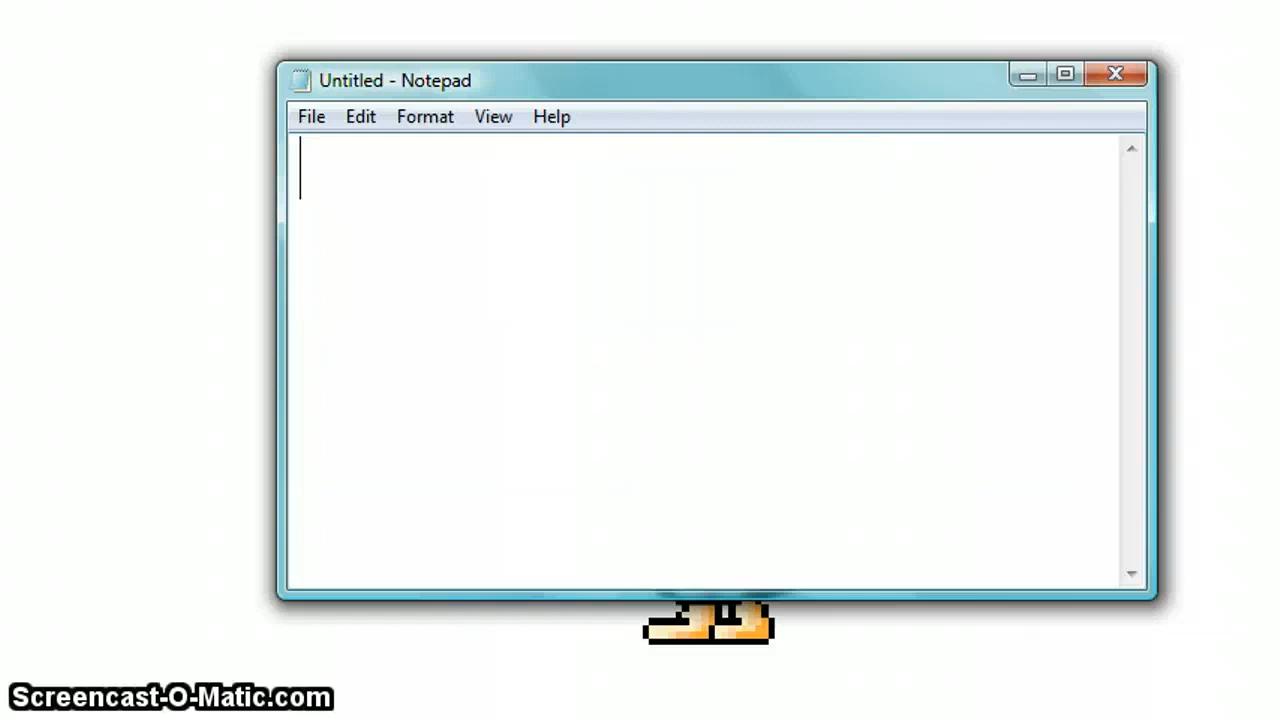 Untitled - Notepad
File Edit Format View Help
Screencast-O-Matic.com